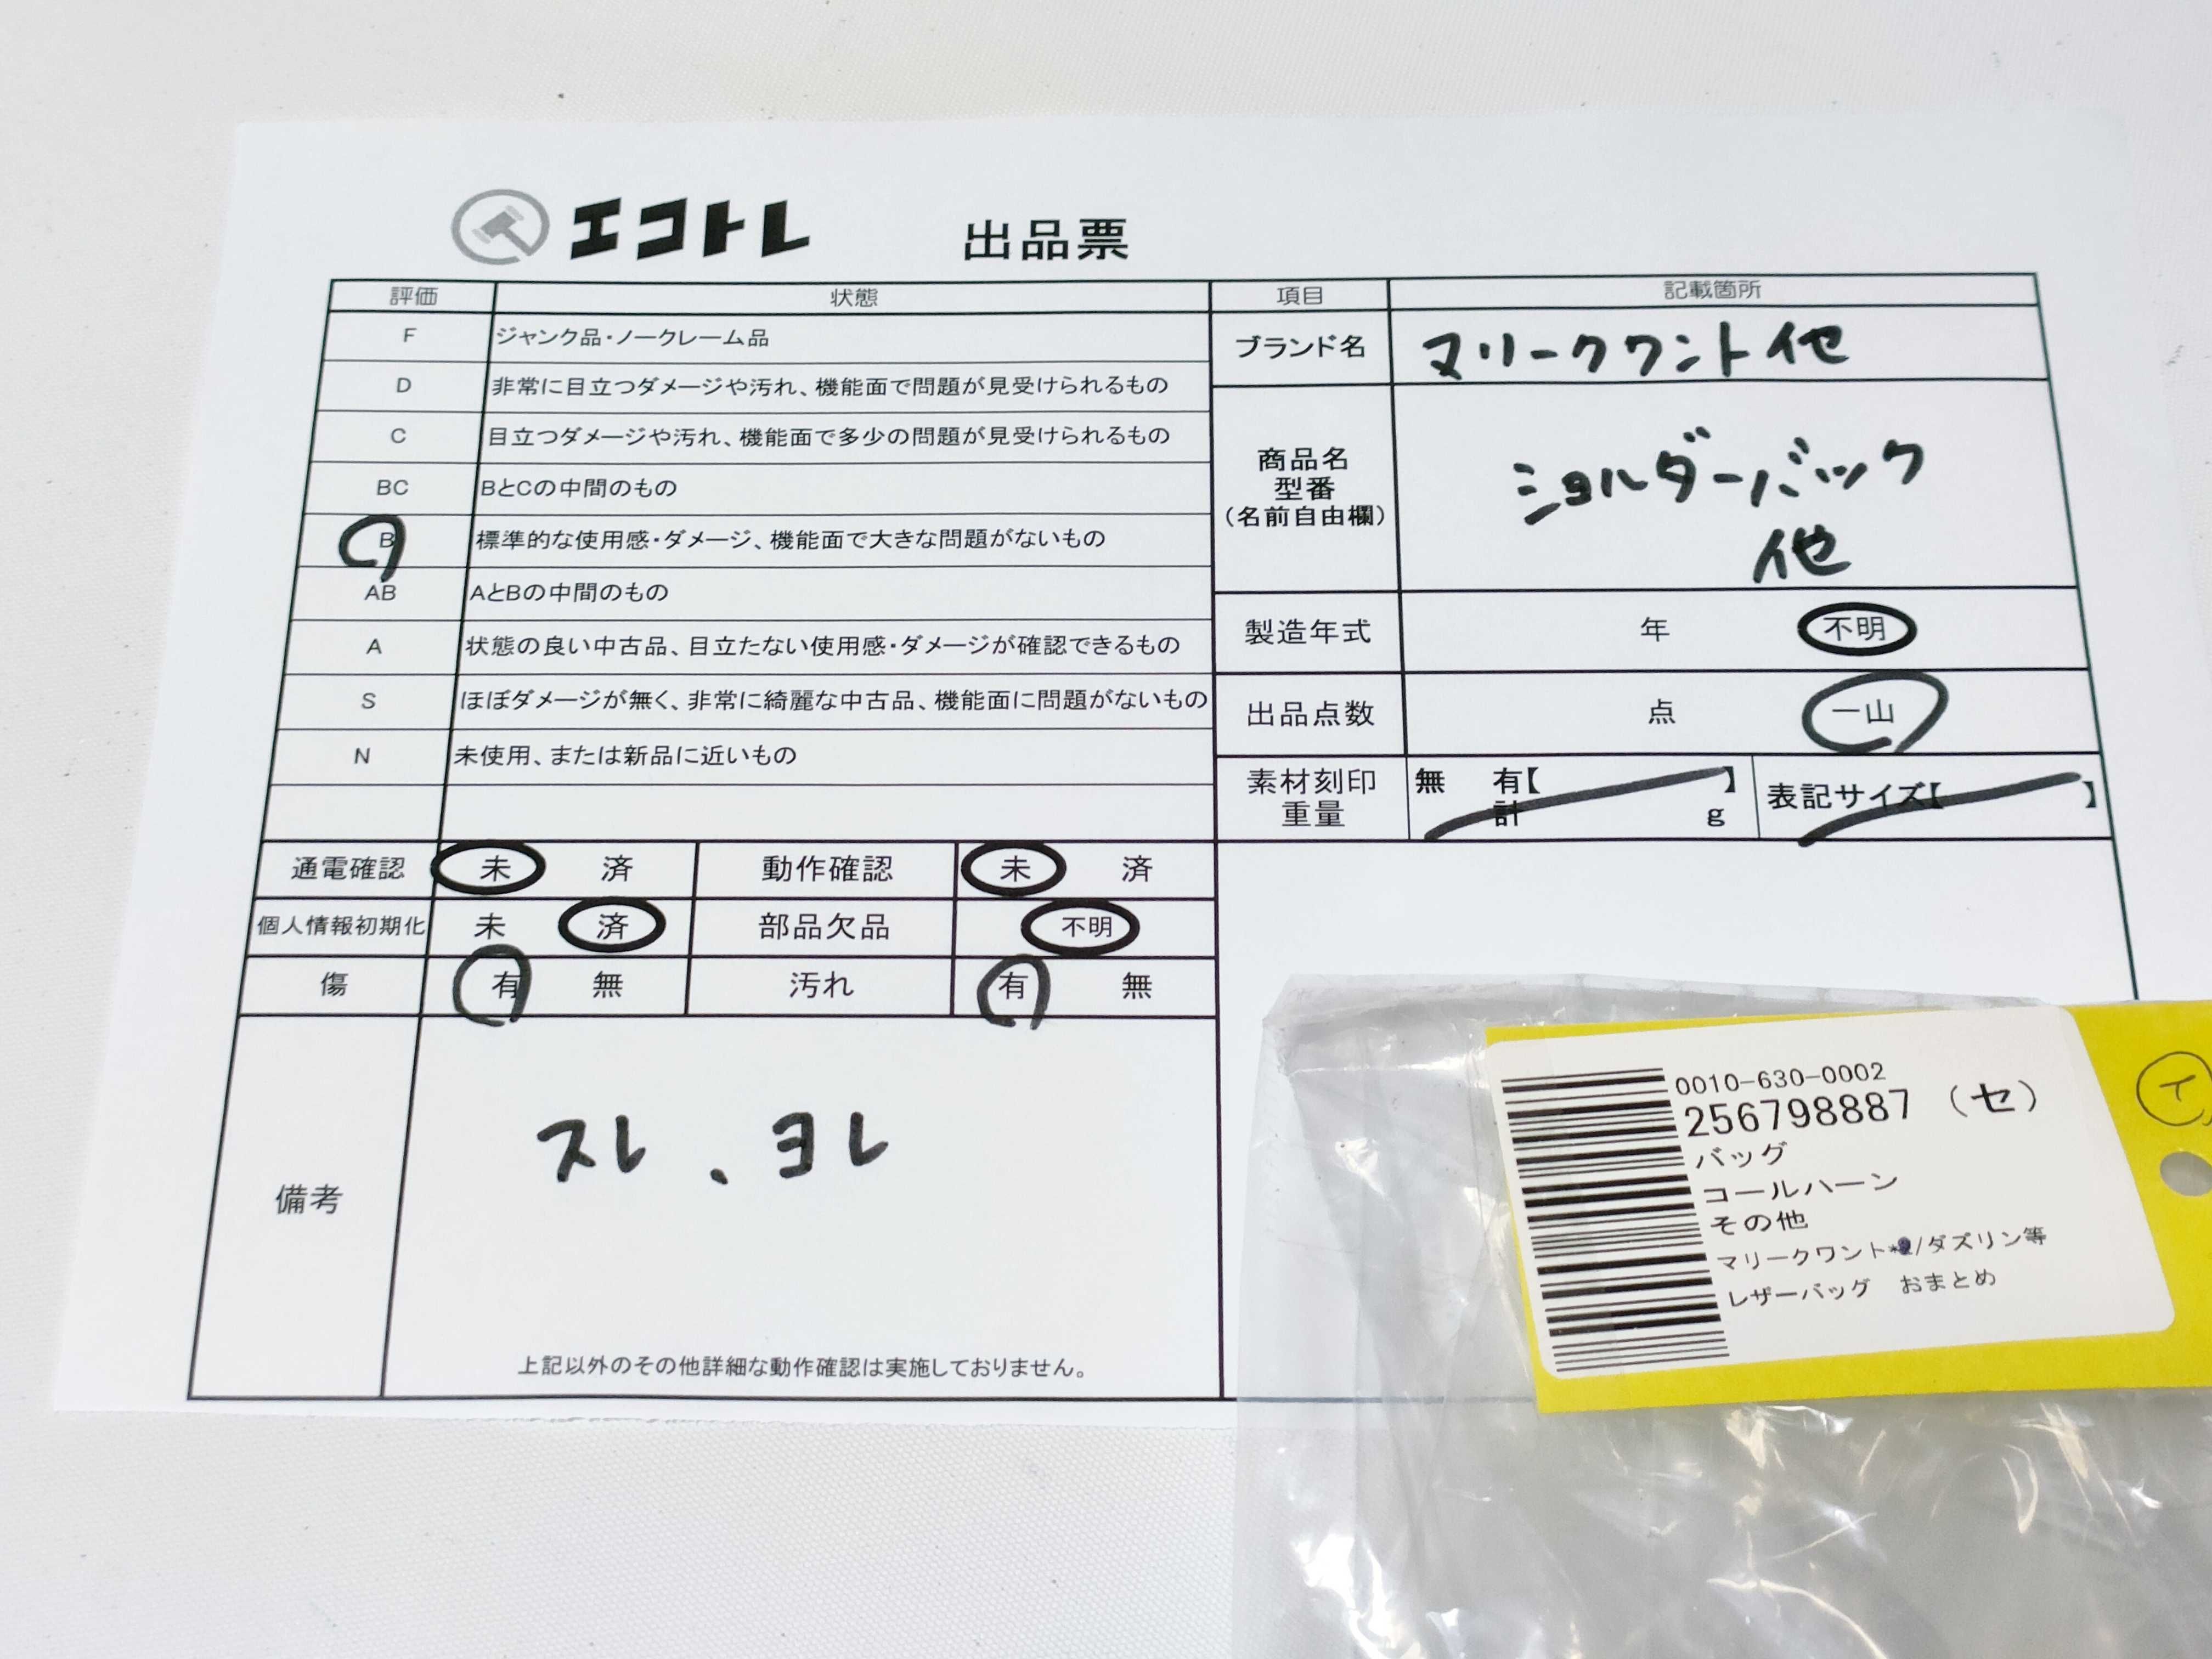 エコトレ 出品票
評価 状態 項目 記載箇所
F ジャンク品・ノークレーム品
D 非常に目立つダメージや汚れ、機能面で問題が見受けられるもの
C 目立つダメージや汚れ、機能面で多少の問題が見受けられるもの
BC BとCの中間のもの
B 標準的な使用感・ダメージ、機能面で大きな問題がないもの
AB AとBの中間のもの
A 状態の良い中古品、目立たない使用感・ダメージが確認できるもの
S ほぼダメージが無く、非常に綺麗な中古品、機能面に問題がないもの
N 未使用、または新品に近いもの
ブランド名 マリークワント他
商品名
型番
(名前自由欄)
ショルダーバック
他
製造年式 年 不明
出品点数 点 一山
素材刻印 無 有【 】
重量 計 g
表記サイズ【 】
通電確認 未 済 動作確認 未 済
個人情報初期化 未 済 部品欠品 不明
傷 有 無 汚れ 有 無
備考
スレ、ヨレ
上記以外のその他詳細な動作確認は実施しておりません。
0010-630-0002
256798887 (セ)
バッグ
コールハーン
その他
マリークワント*/ダズリン等
レザーバッグ おまとめ
イ